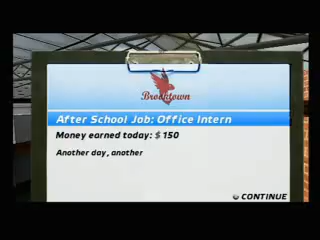 Brooktown
After School Job: Office Intern
Money earned today: $150
Another day, another
CONTINUE